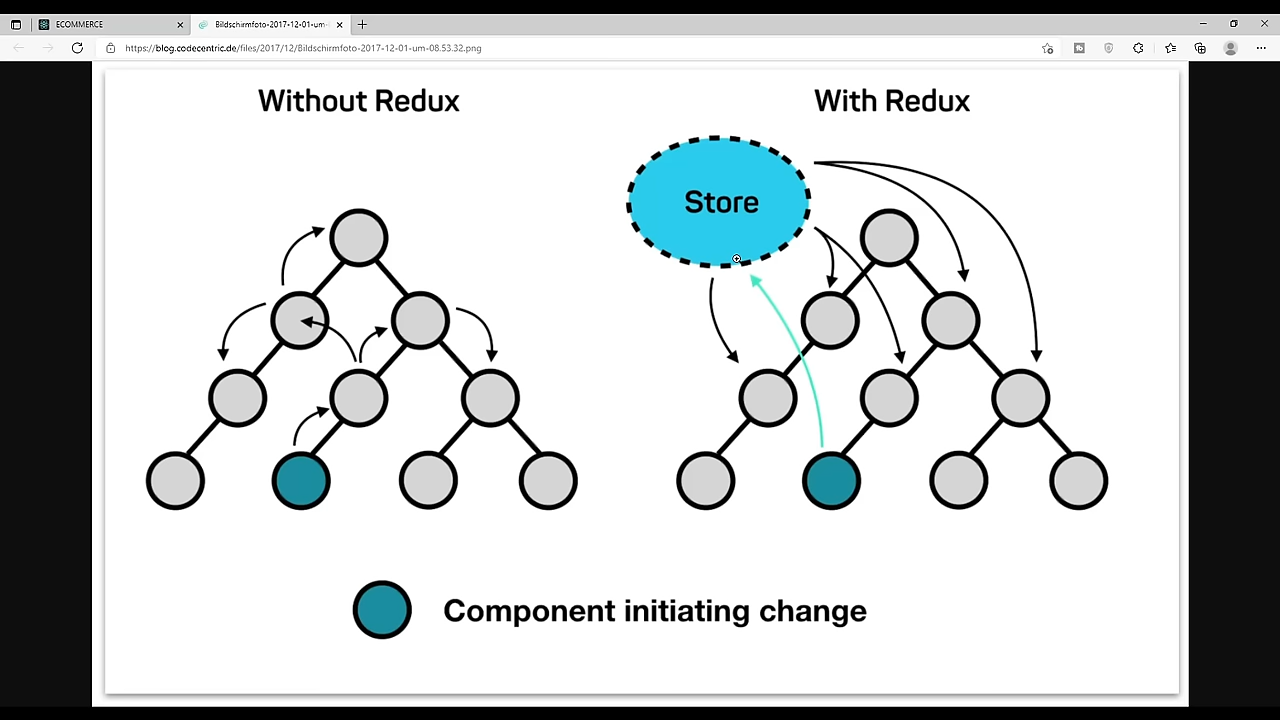 ECOMMERCE
Bildschirmfoto-2017-12-01-um-
https://blog.codecentric.de/files/2017/12/Bildschirmfoto-2017-12-01-um-08.53.32.png
Without Redux
With Redux
Store
Component initiating change